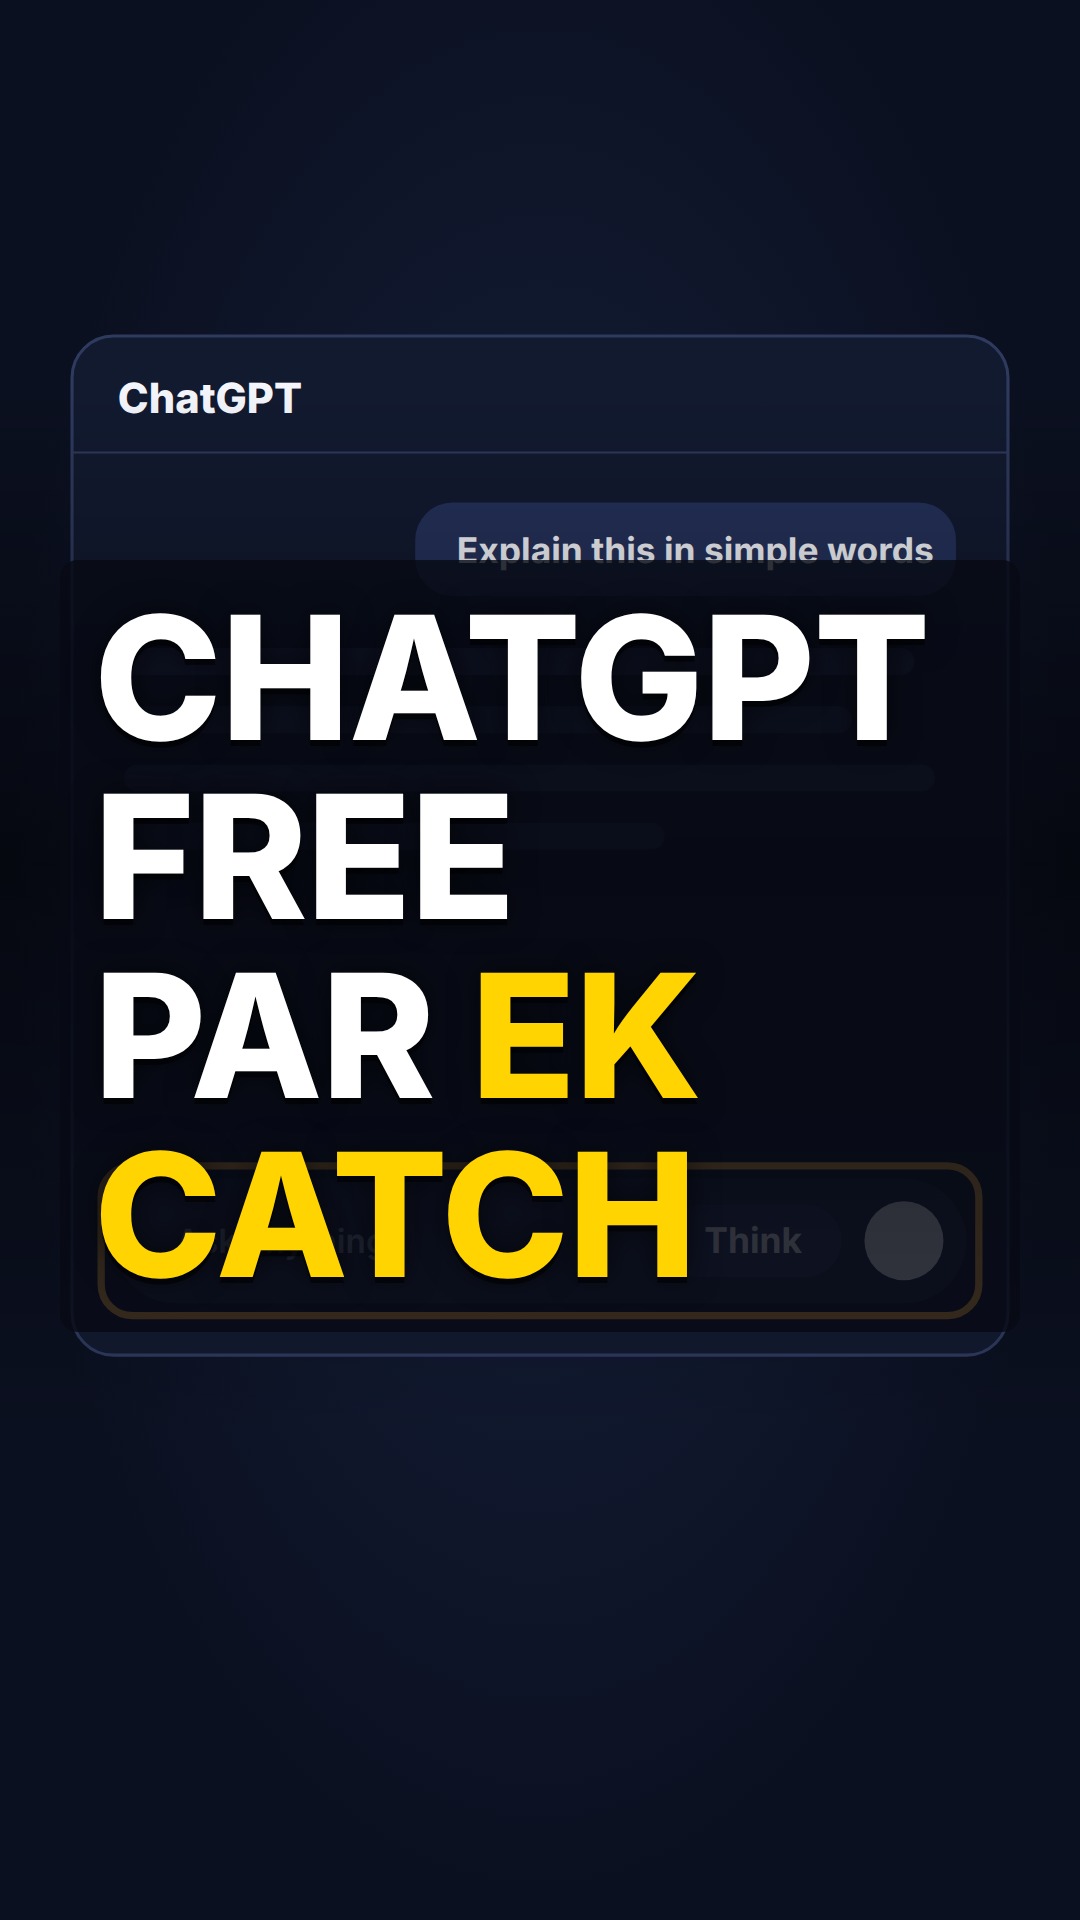 ChatGPT
Explain this in simple words
CHATGPT
FREE
PAR EK
CATCH
Think